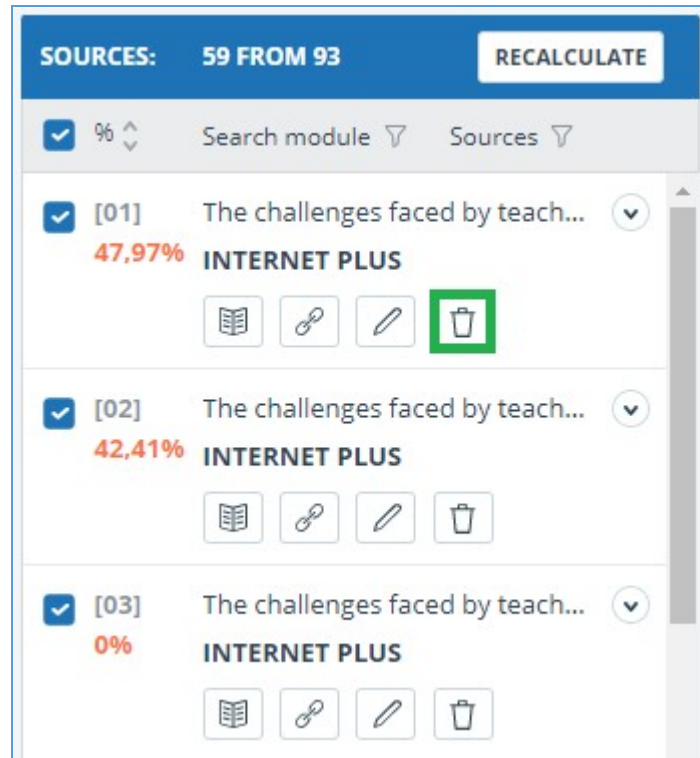 SOURCES: 59 FROM 93 RECALCULATE
% Search module Sources
[01] The challenges faced by teach...
47,97% INTERNET PLUS
[02] The challenges faced by teach...
42,41% INTERNET PLUS
[03] The challenges faced by teach...
0% INTERNET PLUS